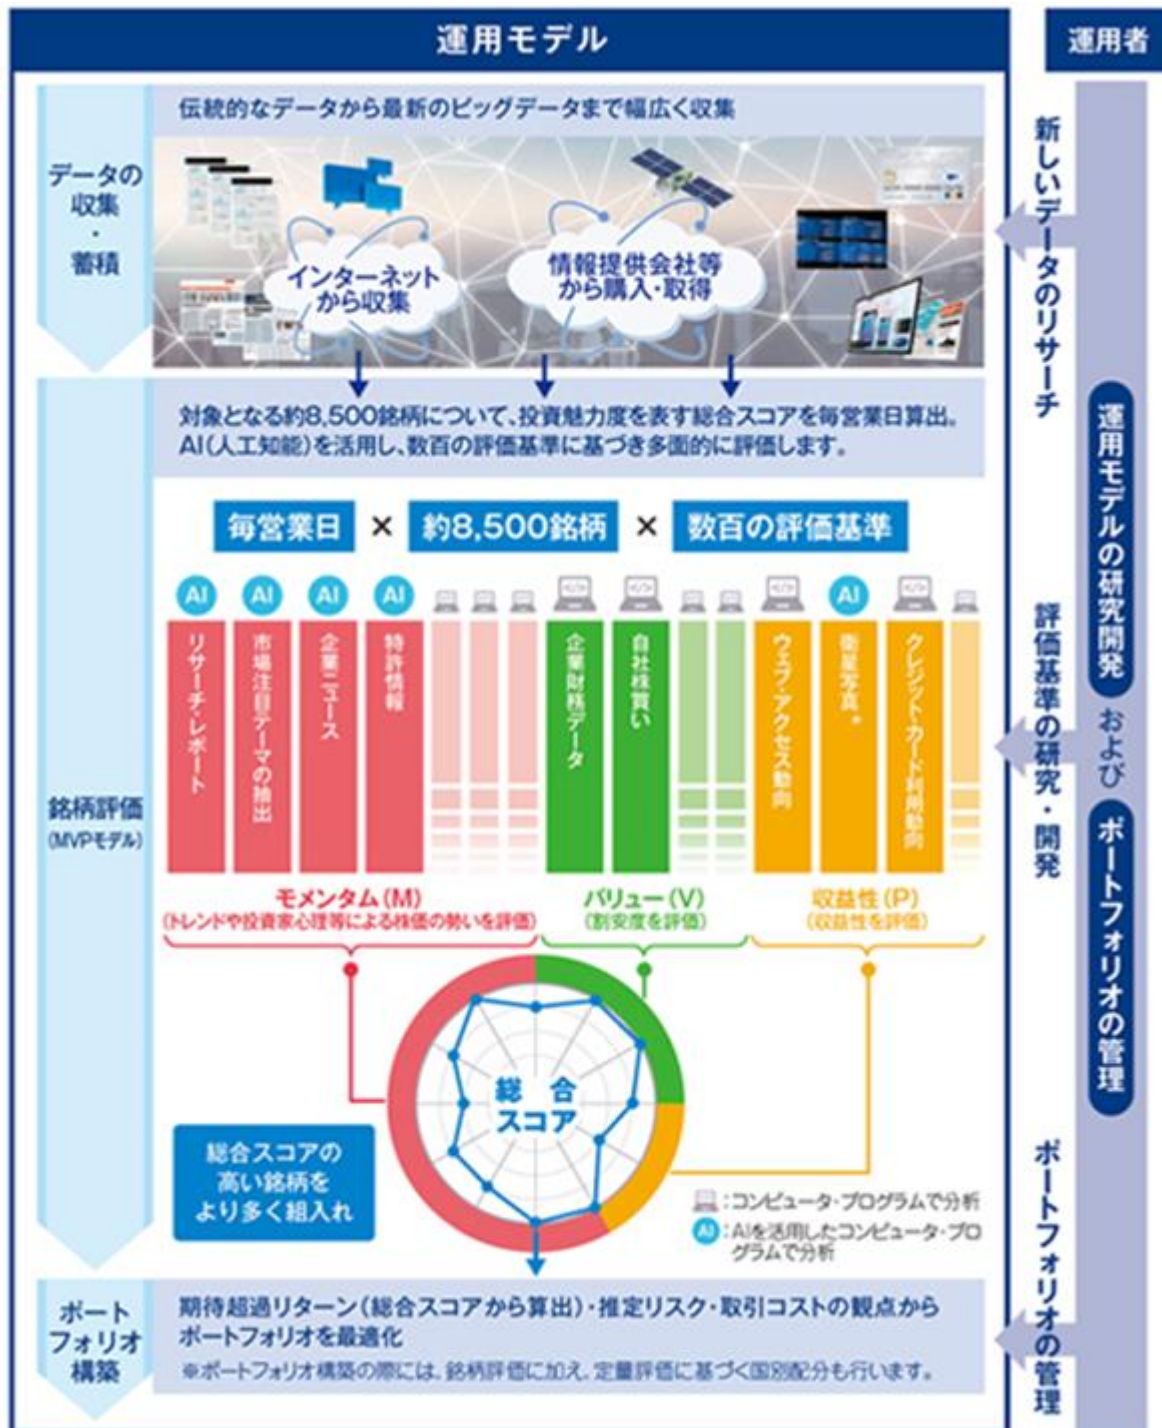 運用モデル
運用者
データの
収集
・
蓄積
伝統的なデータから最新のビッグデータまで幅広く収集
インターネット
から収集
情報提供会社等
から購入・取得
新しいデータのリサーチ
銘柄評価
(MVPモデル)
対象となる約8,500銘柄について、投資魅力度を表す総合スコアを毎営業日算出。
AI(人工知能)を活用し、数百の評価基準に基づき多面的に評価します。
毎営業日 × 約8,500銘柄 × 数百の評価基準
AI
AI
AI
AI
</>
</>
</>
AI
</>
リサーチ・レポート
市場注目テーマの抽出
企業ニュース
特許情報
企業財務データ
自社株買い
ウェブ・アクセス動向
衛星写真。
クレジット・カード利用動向
モメンタム(M)
(トレンドや投資家心理等による株価の勢いを評価)
バリュー(V)
(割安度を評価)
収益性(P)
(収益性を評価)
総合
スコア
総合スコアの
高い銘柄を
より多く組入れ
:コンピュータ・プログラムで分析
AI:AIを活用したコンピュータ・プロ
グラムで分析
評価基準の研究・開発
運用モデルの研究開発
および
ポートフォリオの管理
ポート
フォリオ
構築
期待超過リターン(総合スコアから算出)・推定リスク・取引コストの観点から
ポートフォリオを最適化
※ポートフォリオ構築の際には、銘柄評価に加え、定量評価に基づく国別配分も行います。
ポートフォリオの管理